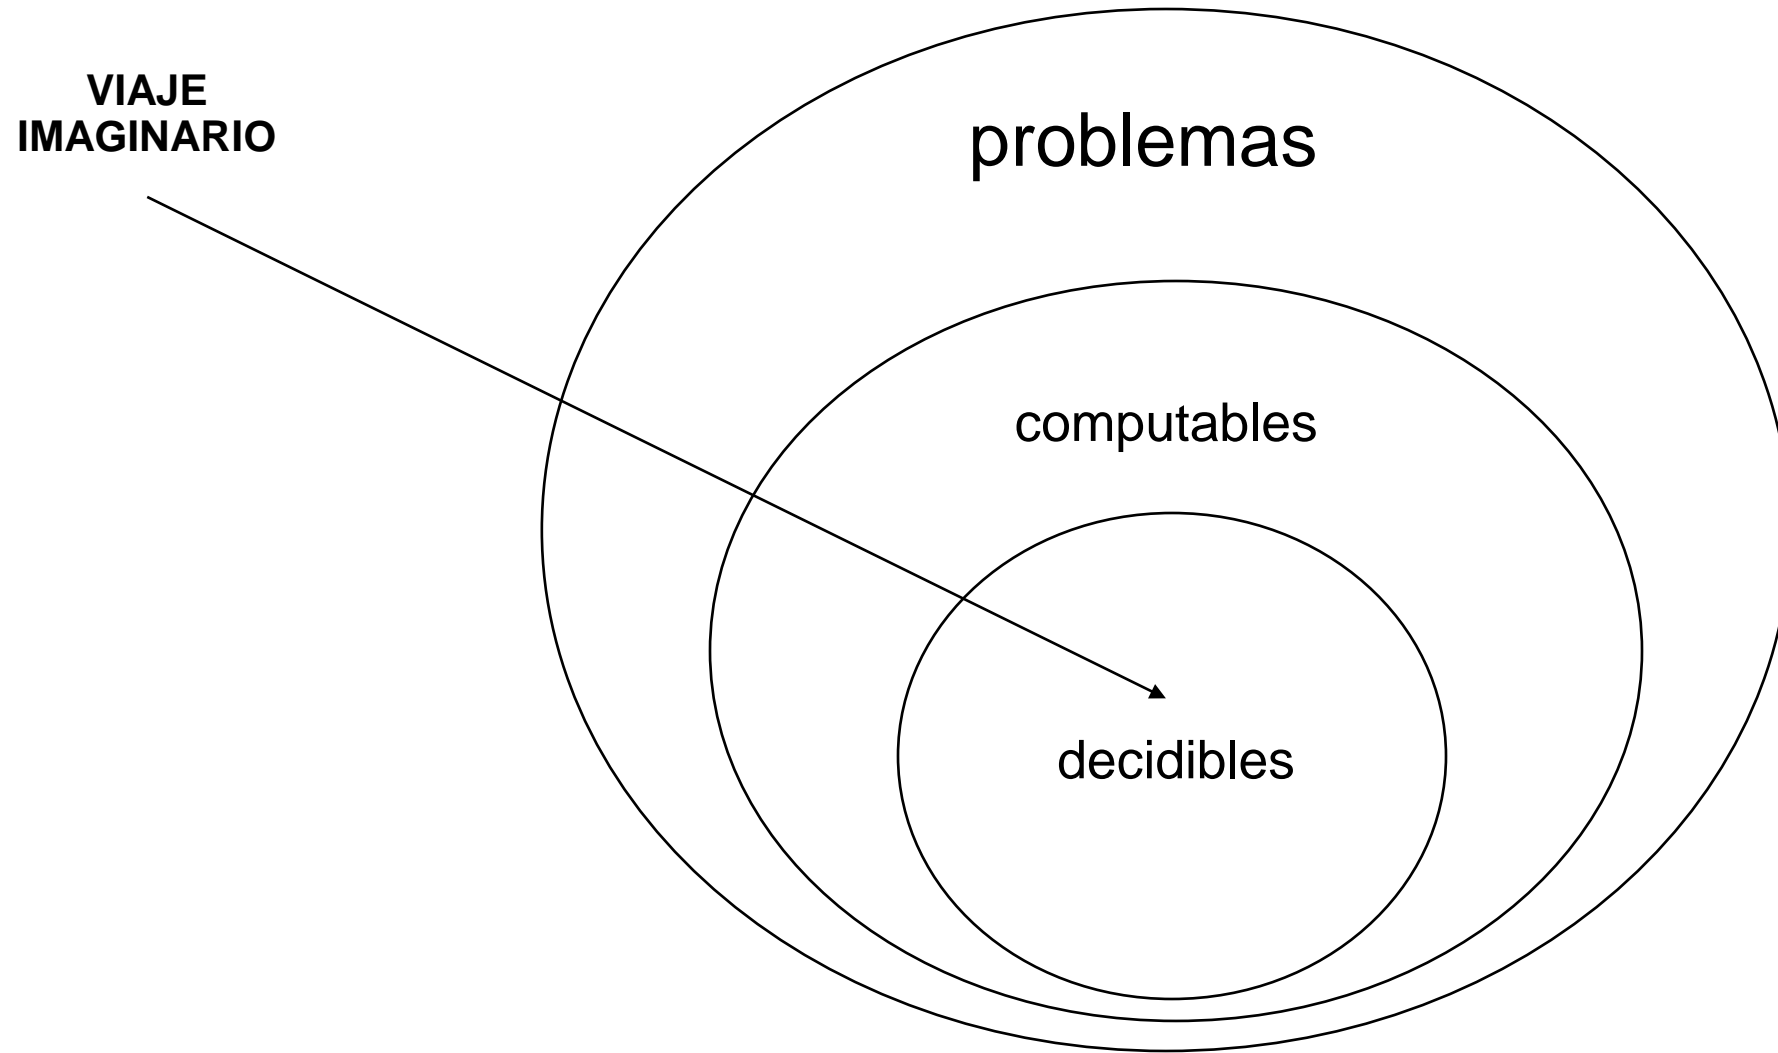 VIAJE
IMAGINARIO
problemas
computables
decidibles